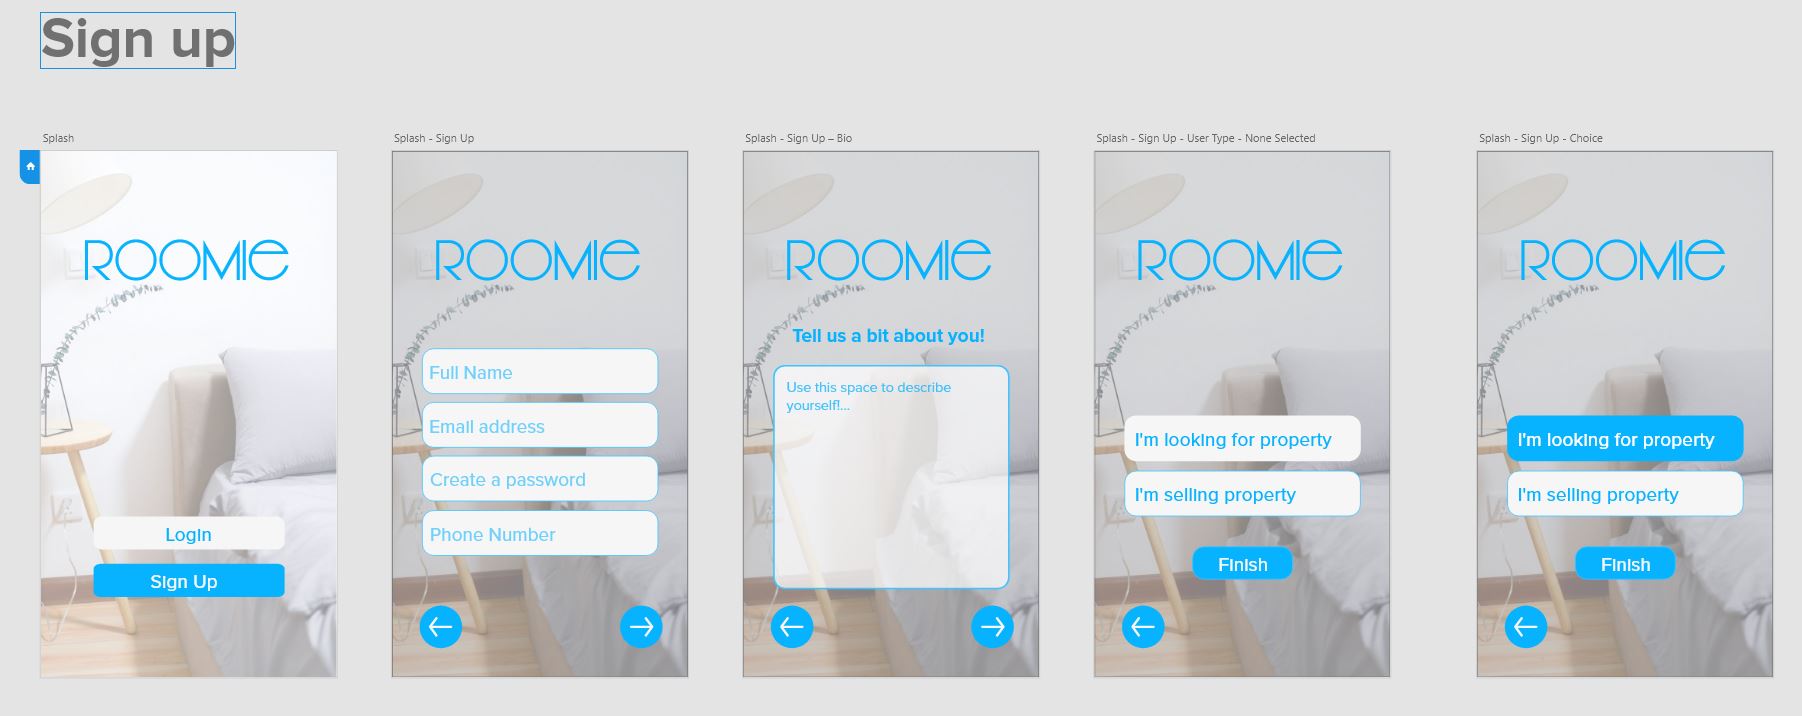 Sign up
Splash
Splash - Sign Up
Splash - Sign Up – Bio
Splash - Sign Up - User Type - None Selected
Splash - Sign Up - Choice
ROOMIE
Login
Sign Up
ROOMIE
Full Name
Email address
Create a password
Phone Number
ROOMIE
Tell us a bit about you!
Use this space to describe
yourself!...
ROOMIE
I'm looking for property
I'm selling property
Finish
ROOMIE
I'm looking for property
I'm selling property
Finish